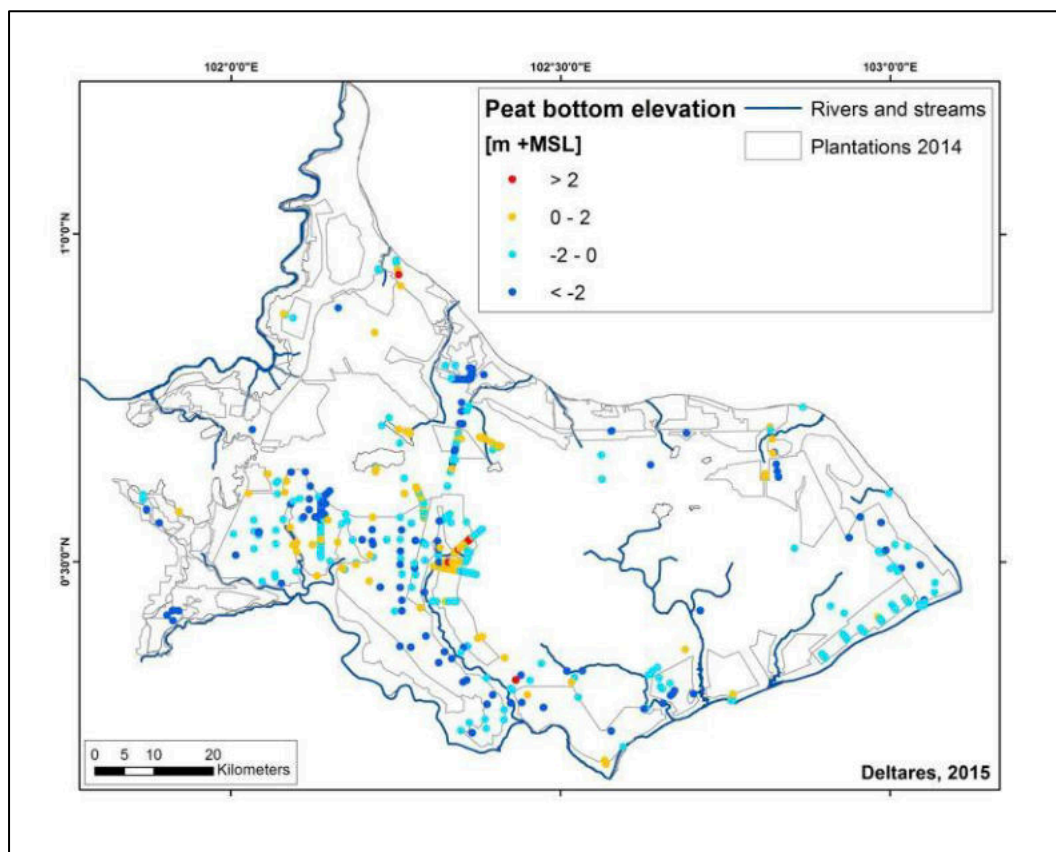 102°0'0"E 102°30'0"E 103°0'0"E
Peat bottom elevation
[m +MSL]
> 2
0 - 2
-2 - 0
< -2
Rivers and streams
Plantations 2014
1°0'0"N
0°30'0"N
0 5 10 20
Kilometers
Deltares, 2015